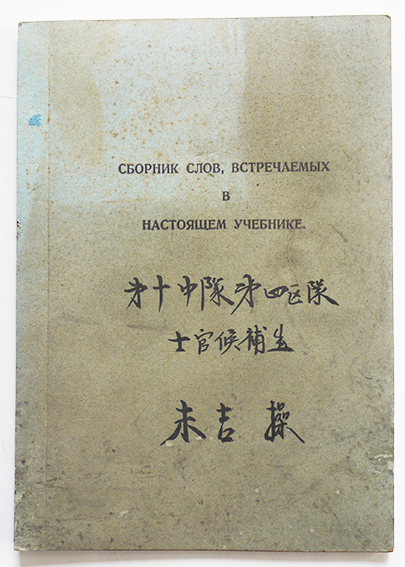 СБОРНИК СЛОВ, ВСТРЕЧАЕМЫХ
В
НАСТОЯЩЕМ УЧЕБНИКЕ.
第十中隊第四区隊
士官候補生
末吉 操